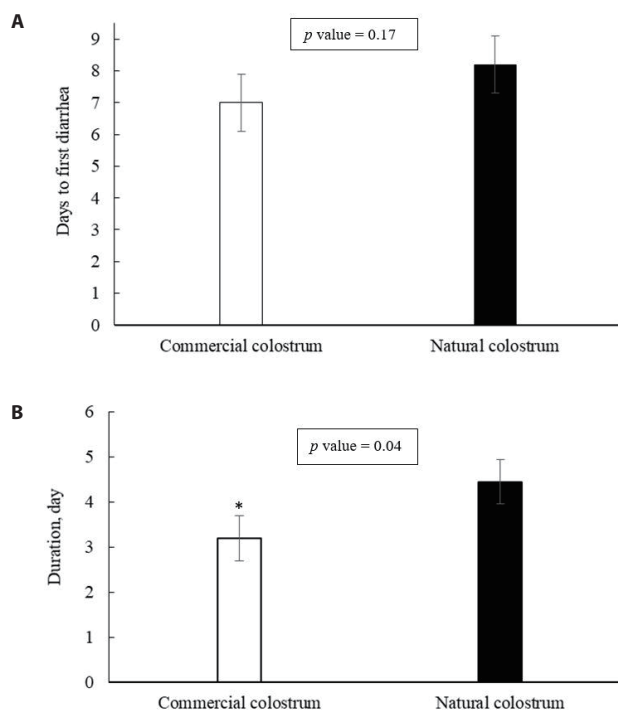 A
p value = 0.17
Days to first diarrhea
9
8
7
6
5
4
3
2
1
0
Commercial colostrum
Natural colostrum
B
p value = 0.04
Duration, day
6
5
4
3
2
1
0
*
Commercial colostrum
Natural colostrum